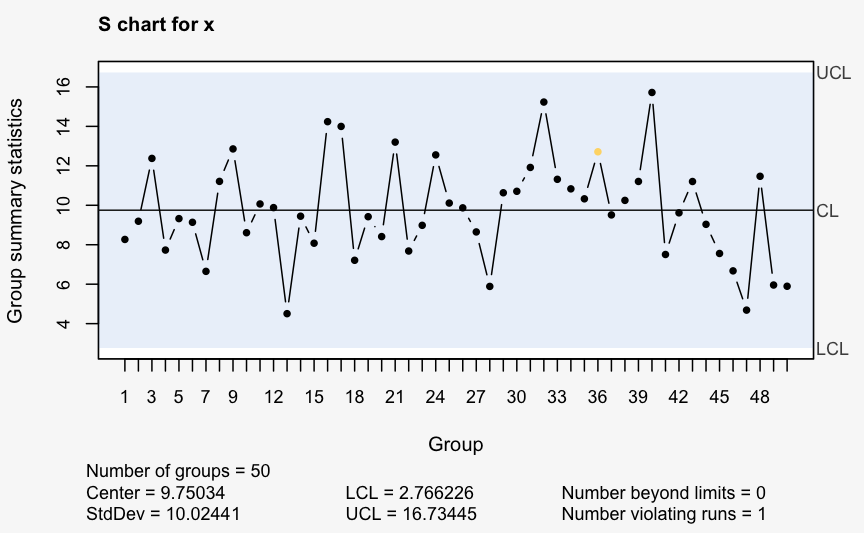 S chart for x
Group summary statistics
16
14
12
10
8
6
4
UCL
CL
LCL
1 3 5 7 9 12 15 18 21 24 27 30 33 36 39 42 45 48
Group
Number of groups = 50
Center = 9.75034 LCL = 2.766226 Number beyond limits = 0
StdDev = 10.02441 UCL = 16.73445 Number violating runs = 1